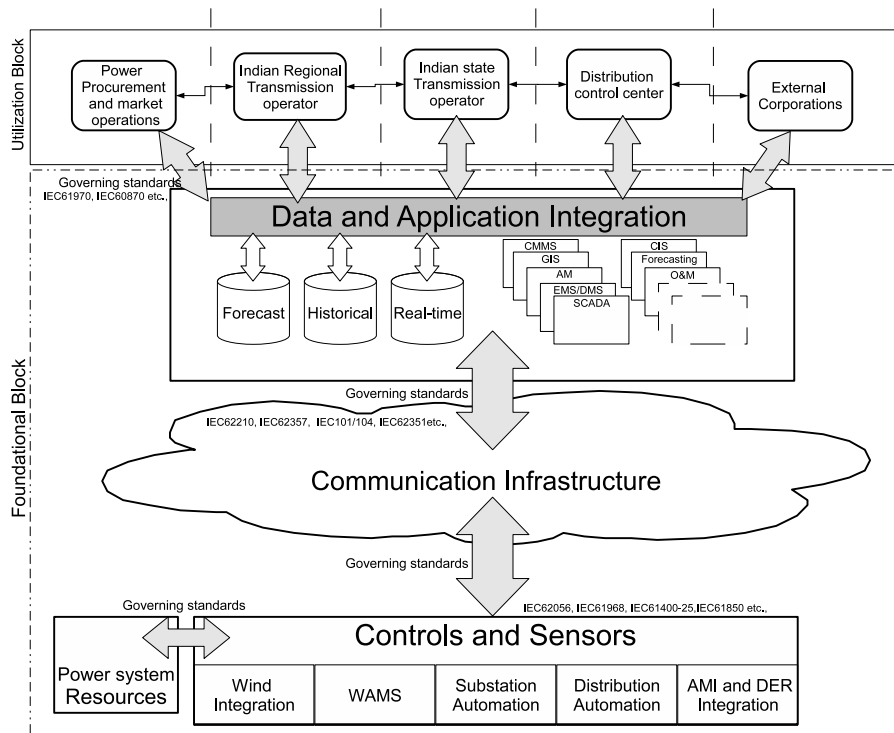 Utilization Block
Power
Procurement
and market
operations
Indian Regional
Transmission
operator
Indian state
Transmission
operator
Distribution
control center
External
Corporations
Foundational Block
Governing standards
IEC61970, IEC60870 etc.,
Data and Application Integration
Forecast
Historical
Real-time
CMMS
GIS
AM
EMS/DMS
SCADA
CIS
Forecasting
O&M
Governing standards
IEC62210, IEC62357, IEC101/104, IEC62351etc.,
Communication Infrastructure
Governing standards
IEC62056, IEC61968, IEC61400-25,IEC61850 etc.,
Governing standards
Power system
Resources
Controls and Sensors
Wind
Integration
WAMS
Substation
Automation
Distribution
Automation
AMI and DER
Integration